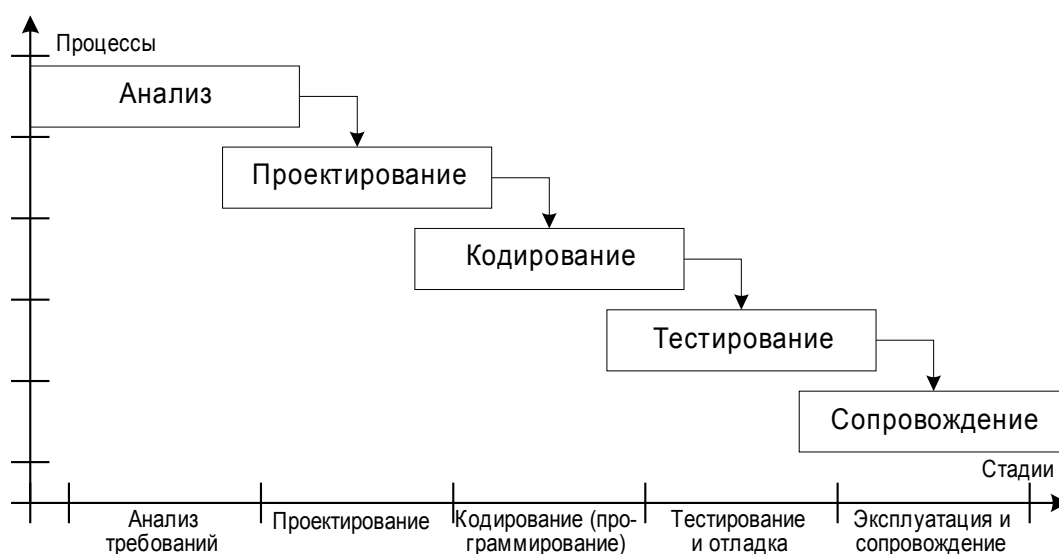 Процессы
Анализ
Проектирование
Кодирование
Тестирование
Сопровождение
Стадии
Анализ
требований
Проектирование
Кодирование (про-
граммирование)
Тестирование
и отладка
Эксплуатация и
сопровождение